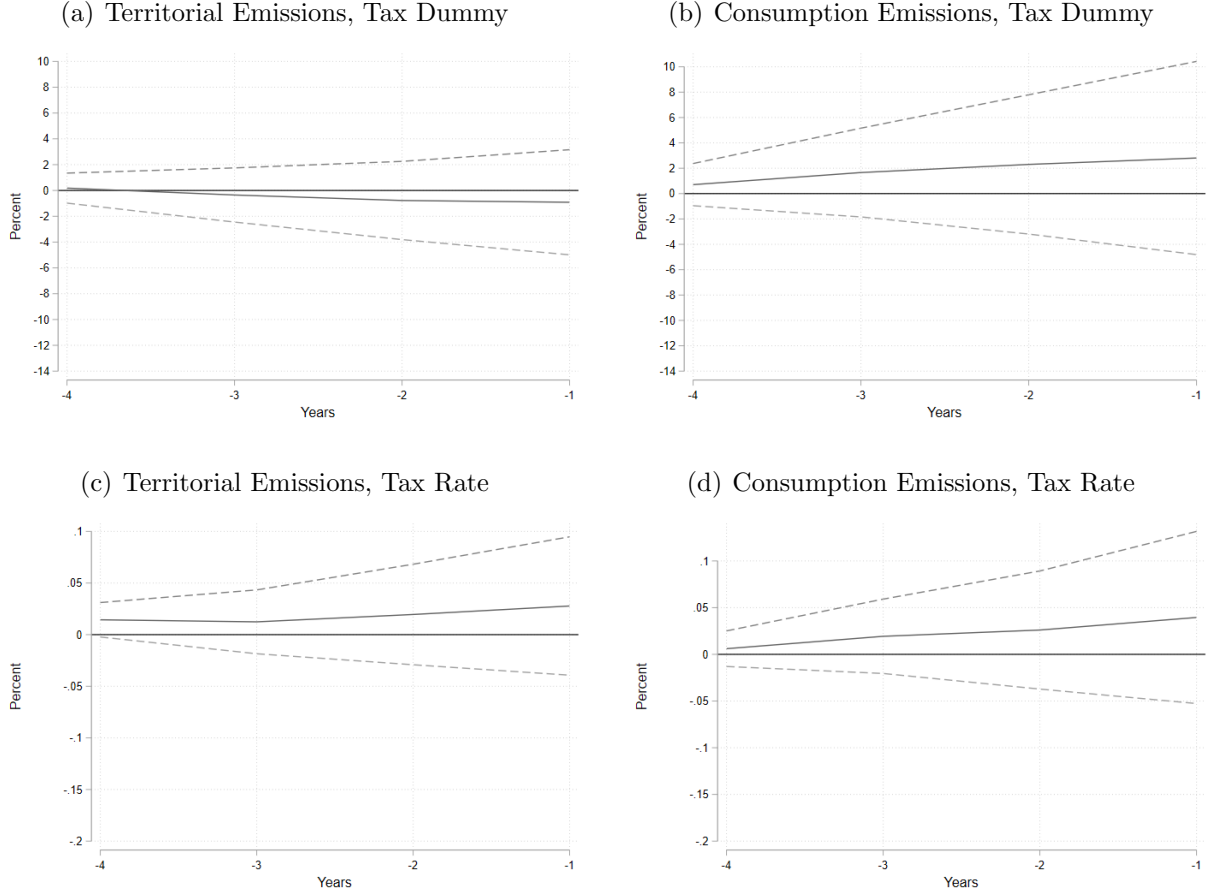 (a) Territorial Emissions, Tax Dummy
10
8
6
4
2
0
-2
-4
-6
-8
-10
-12
-14
Percent
-4 -3 -2 -1
Years
(b) Consumption Emissions, Tax Dummy
10
8
6
4
2
0
-2
-4
-6
-8
-10
-12
-14
Percent
-4 -3 -2 -1
Years
(c) Territorial Emissions, Tax Rate
.1
.05
0
-.05
-.1
-.15
-.2
Percent
-4 -3 -2 -1
Years
(d) Consumption Emissions, Tax Rate
.1
.05
0
-.05
-.1
-.15
-.2
Percent
-4 -3 -2 -1
Years